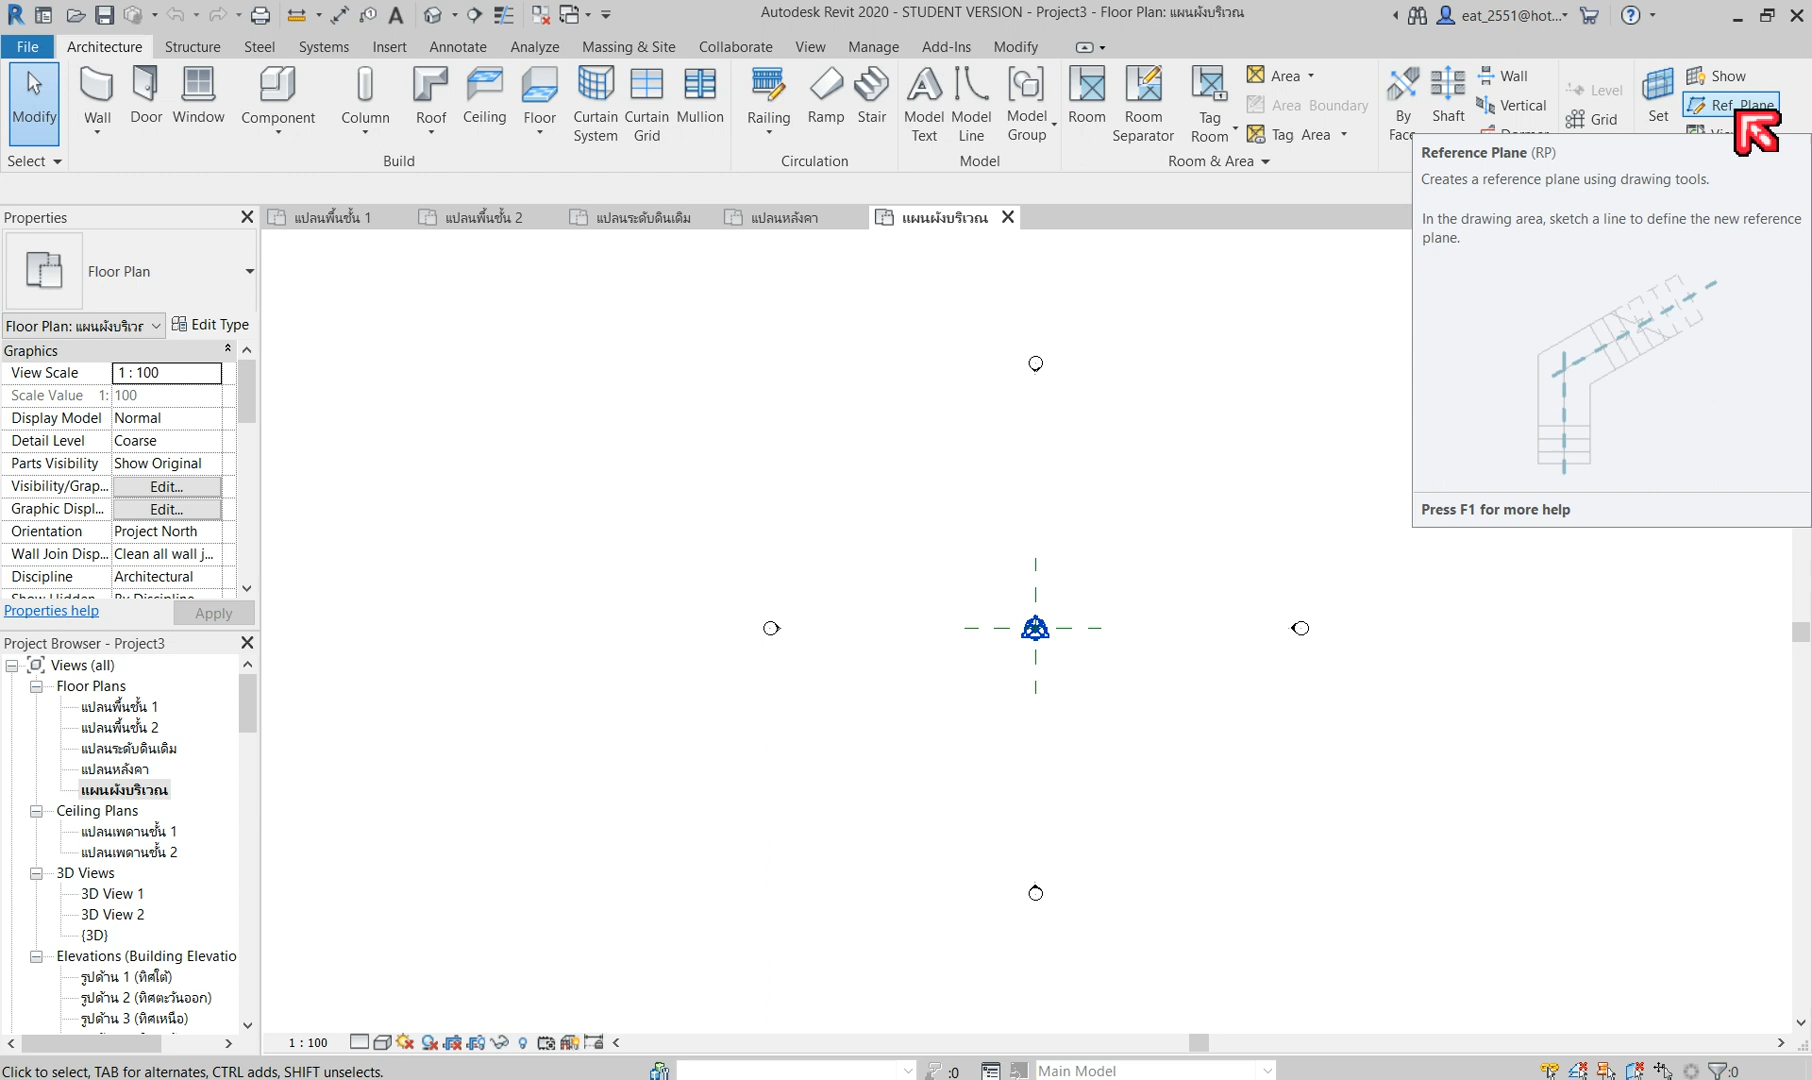 Autodesk Revit 2020 - STUDENT VERSION - Project3 - Floor Plan: แผนผังบริเวณ
eat_2551@hot...
File Architecture Structure Steel Systems Insert Annotate Analyze Massing & Site Collaborate View Manage Add-Ins Modify
Modify
Wall Door Window Component Column Roof Ceiling Floor Curtain System Curtain Grid Mullion
Railing Ramp Stair
Model Text Model Line Model Group
Room Room Separator Tag Room
Area
Area Boundary
Tag Area
By Face
Shaft
Wall
Vertical
Level
Grid
Set
Show
Ref Plane
Select Build Circulation Model Room & Area
Reference Plane (RP)
Creates a reference plane using drawing tools.
In the drawing area, sketch a line to define the new reference
plane.
Press F1 for more help
Properties
แปลนพื้นชั้น 1 แปลนพื้นชั้น 2 แปลนระดับดินเดิม แปลนหลังคา แผนผังบริเวณ
Floor Plan
Floor Plan: แผนผังบริเวณ Edit Type
Graphics
View Scale 1 : 100
Scale Value 1: 100
Display Model Normal
Detail Level Coarse
Parts Visibility Show Original
Visibility/Grap... Edit...
Graphic Displ... Edit...
Orientation Project North
Wall Join Disp... Clean all wall j...
Discipline Architectural
Properties help Apply
Project Browser - Project3
Views (all)
Floor Plans
แปลนพื้นชั้น 1
แปลนพื้นชั้น 2
แปลนระดับดินเดิม
แปลนหลังคา
แผนผังบริเวณ
Ceiling Plans
แปลนเพดานชั้น 1
แปลนเพดานชั้น 2
3D Views
3D View 1
3D View 2
{3D}
Elevations (Building Elevatio
รูปด้าน 1 (ทิศใต้)
รูปด้าน 2 (ทิศตะวันออก)
รูปด้าน 3 (ทิศเหนือ)
1 : 100
Click to select, TAB for alternates, CTRL adds, SHIFT unselects.
:0
Main Model
:0